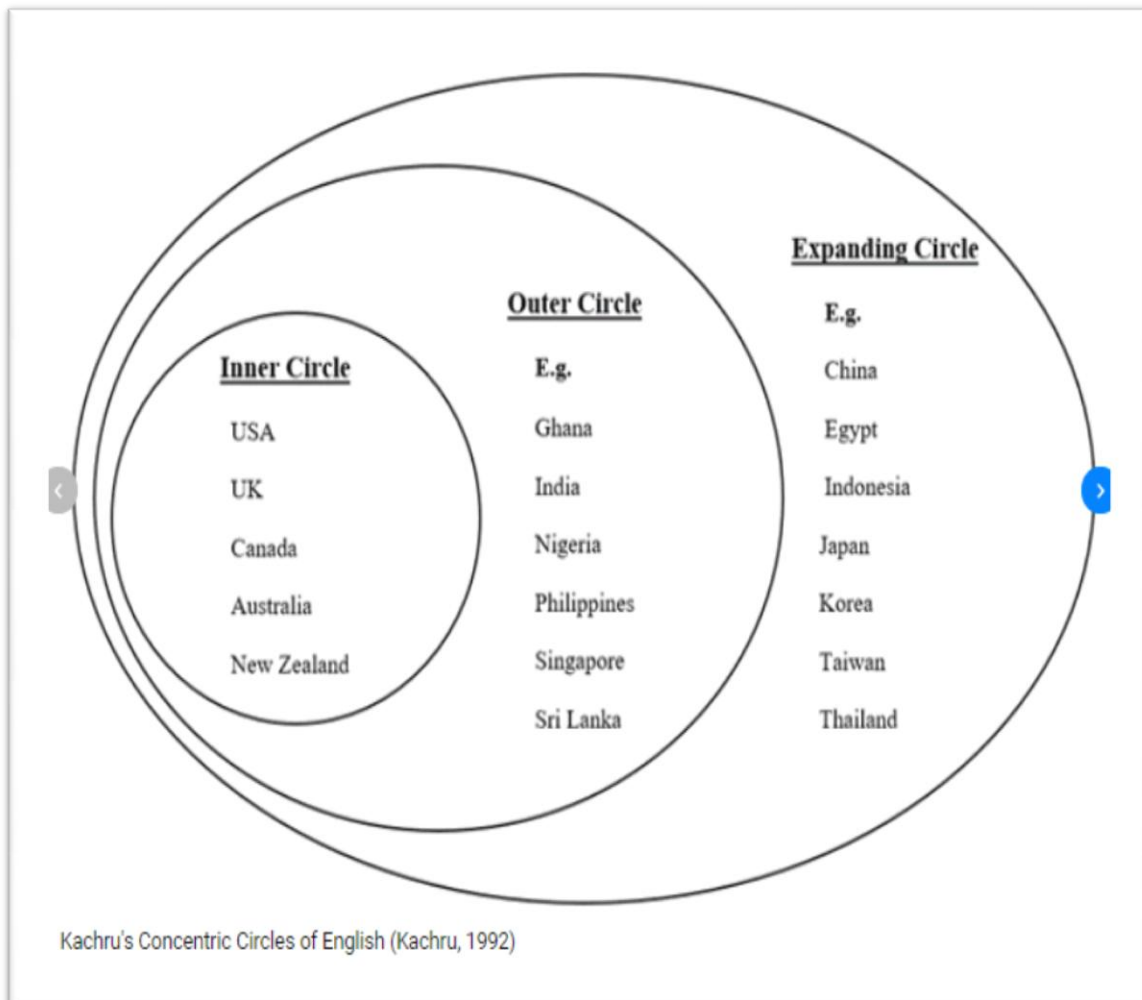 Expanding Circle
E.g.
China
Egypt
Indonesia
Japan
Korea
Taiwan
Thailand
Outer Circle
E.g.
Ghana
India
Nigeria
Philippines
Singapore
Sri Lanka
Inner Circle
USA
UK
Canada
Australia
New Zealand
Kachru's Concentric Circles of English (Kachru, 1992)